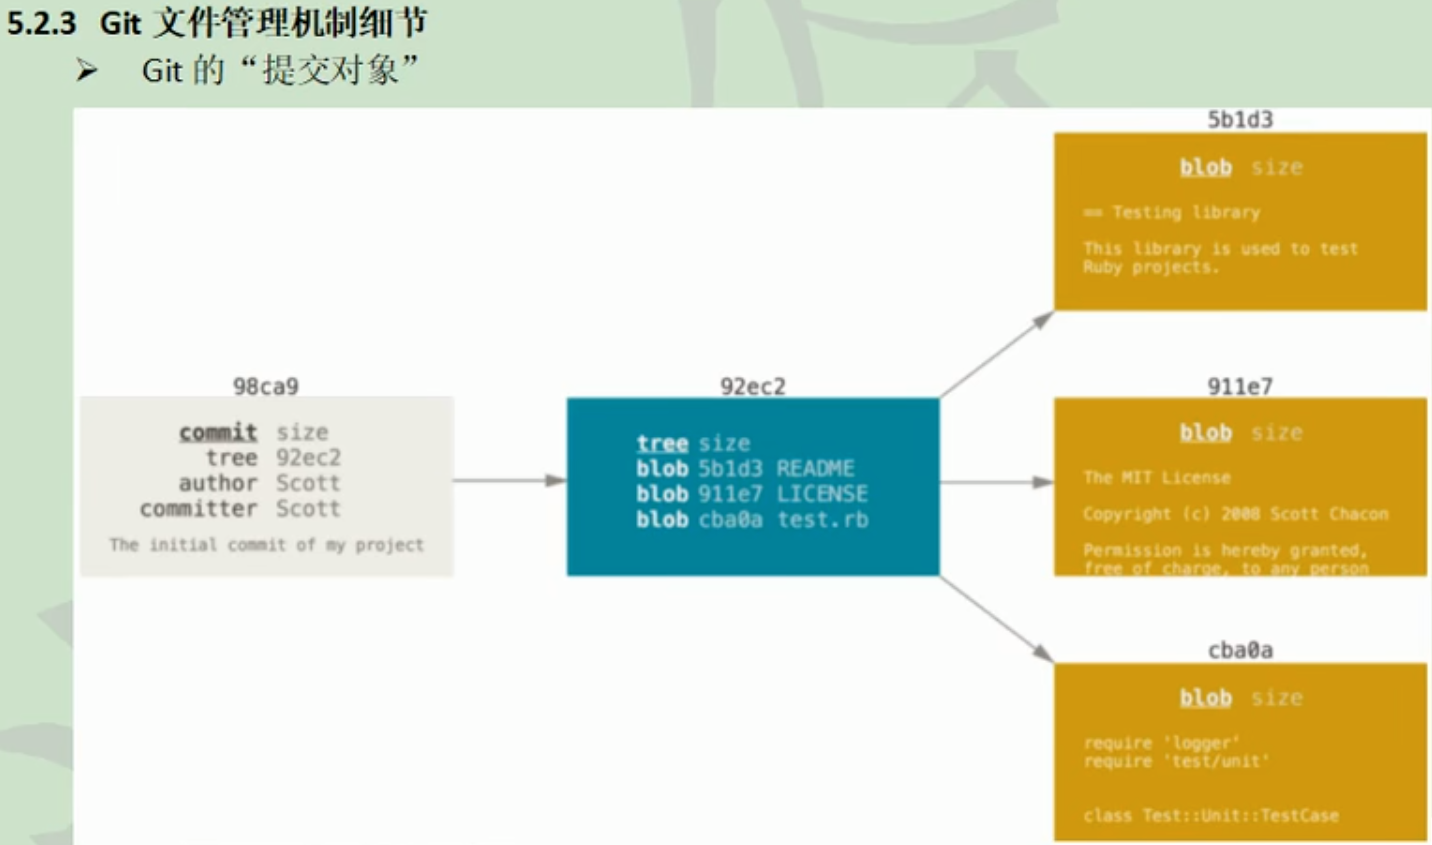 5.2.3 Git 文件管理机制细节
➢ Git 的“提交对象”
5b1d3
blob size
== Testing library
This library is used to test
Ruby projects.
98ca9
commit size
tree 92ec2
author Scott
committer Scott
The initial commit of my project
92ec2
tree size
blob 5b1d3 README
blob 911e7 LICENSE
blob cba0a test.rb
911e7
blob size
The MIT License
Copyright (c) 2008 Scott Chacon
Permission is hereby granted,
free of charge, to any person
cba0a
blob size
require 'logger'
require 'test/unit'
class Test::Unit::TestCase